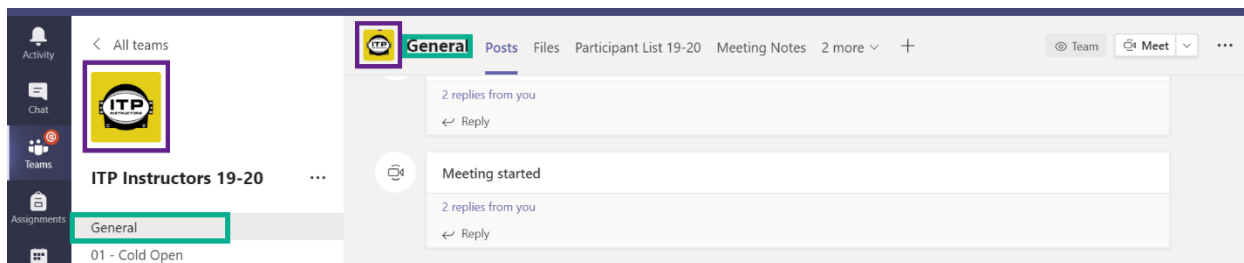 Activity
Chat
Teams
Assignments
< All teams
ITP
INSTRUCTORS
ITP Instructors 19-20 ...
General
01 - Cold Open
ITP General Posts Files Participant List 19-20 Meeting Notes 2 more + Team Meet ...
2 replies from you
Reply
Meeting started
2 replies from you
Reply